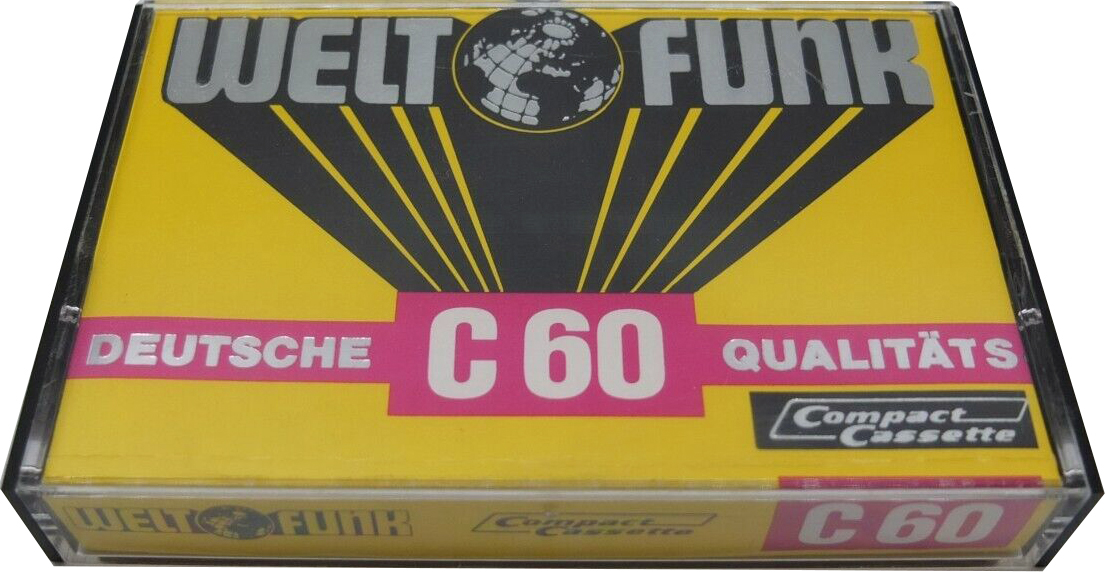 WELT FUNK
DEUTSCHE C 60 QUALITÄTS
Compact
Cassette
WELT FUNK Compact Cassette C 60